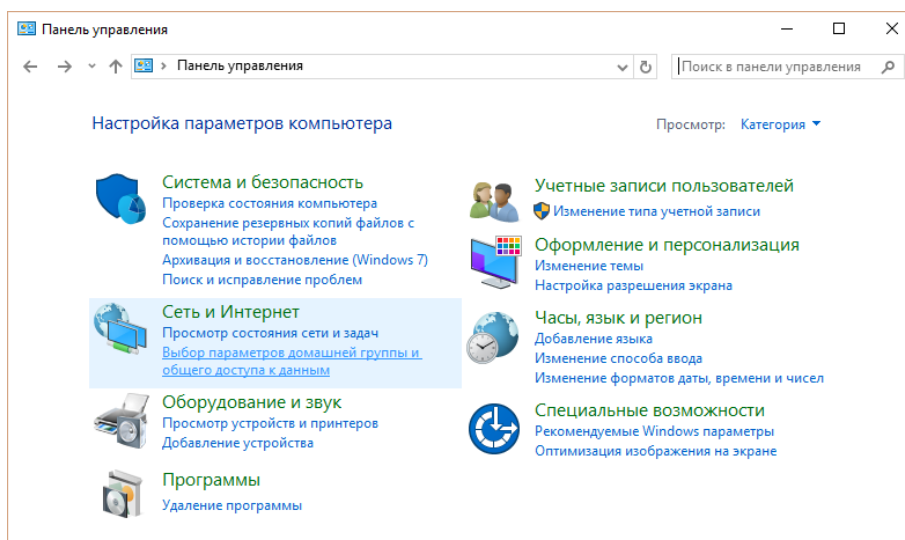 Панель управления
Панель управления
Поиск в панели управления
Настройка параметров компьютера
Просмотр: Категория
Система и безопасность
Проверка состояния компьютера
Сохранение резервных копий файлов с
помощью истории файлов
Архивация и восстановление (Windows 7)
Поиск и исправление проблем
Сеть и Интернет
Просмотр состояния сети и задач
Выбор параметров домашней группы и
общего доступа к данным
Оборудование и звук
Просмотр устройств и принтеров
Добавление устройства
Программы
Удаление программы
Учетные записи пользователей
Изменение типа учетной записи
Оформление и персонализация
Изменение темы
Настройка разрешения экрана
Часы, язык и регион
Добавление языка
Изменение способа ввода
Изменение форматов даты, времени и чисел
Специальные возможности
Рекомендуемые Windows параметры
Оптимизация изображения на экране